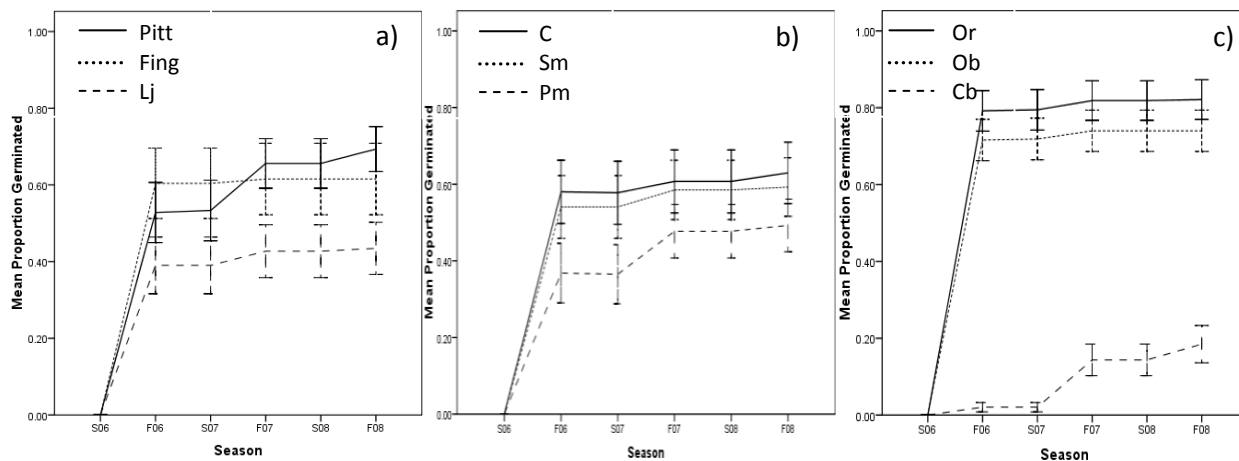 Pitt
Fing
Lj
a)
Mean Proportion Germinated
1.00
0.80
0.60
0.40
0.20
0.00
S06 F06 S07 F07 S08 F08
Season
C
Sm
Pm
b)
Mean Proportion Germinated
1.00
0.80
0.60
0.40
0.20
0.00
S06 F06 S07 F07 S08 F08
Season
Or
Ob
Cb
c)
Mean Proportion Germinated
1.00
0.80
0.60
0.40
0.20
0.00
S06 F06 S07 F07 S08 F08
Season